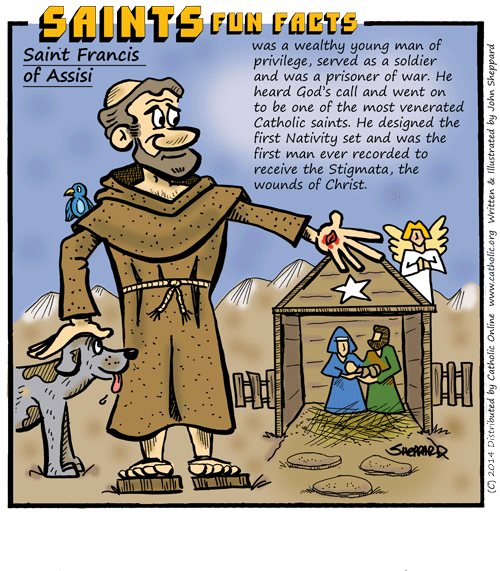 SAINTS FUN FACTS
Saint Francis
of Assisi
was a wealthy young man of
privilege, served as a soldier
and was a prisoner of war. He
heard God's call and went on
to be one of the most venerated
Catholic saints. He designed the
first Nativity set and was the
first man ever recorded to
receive the Stigmata, the
wounds of Christ.
SHEPPARD
(C) 2014 Distributed by Catholic Online www.catholic.org Written & Illustrated by John Sheppard